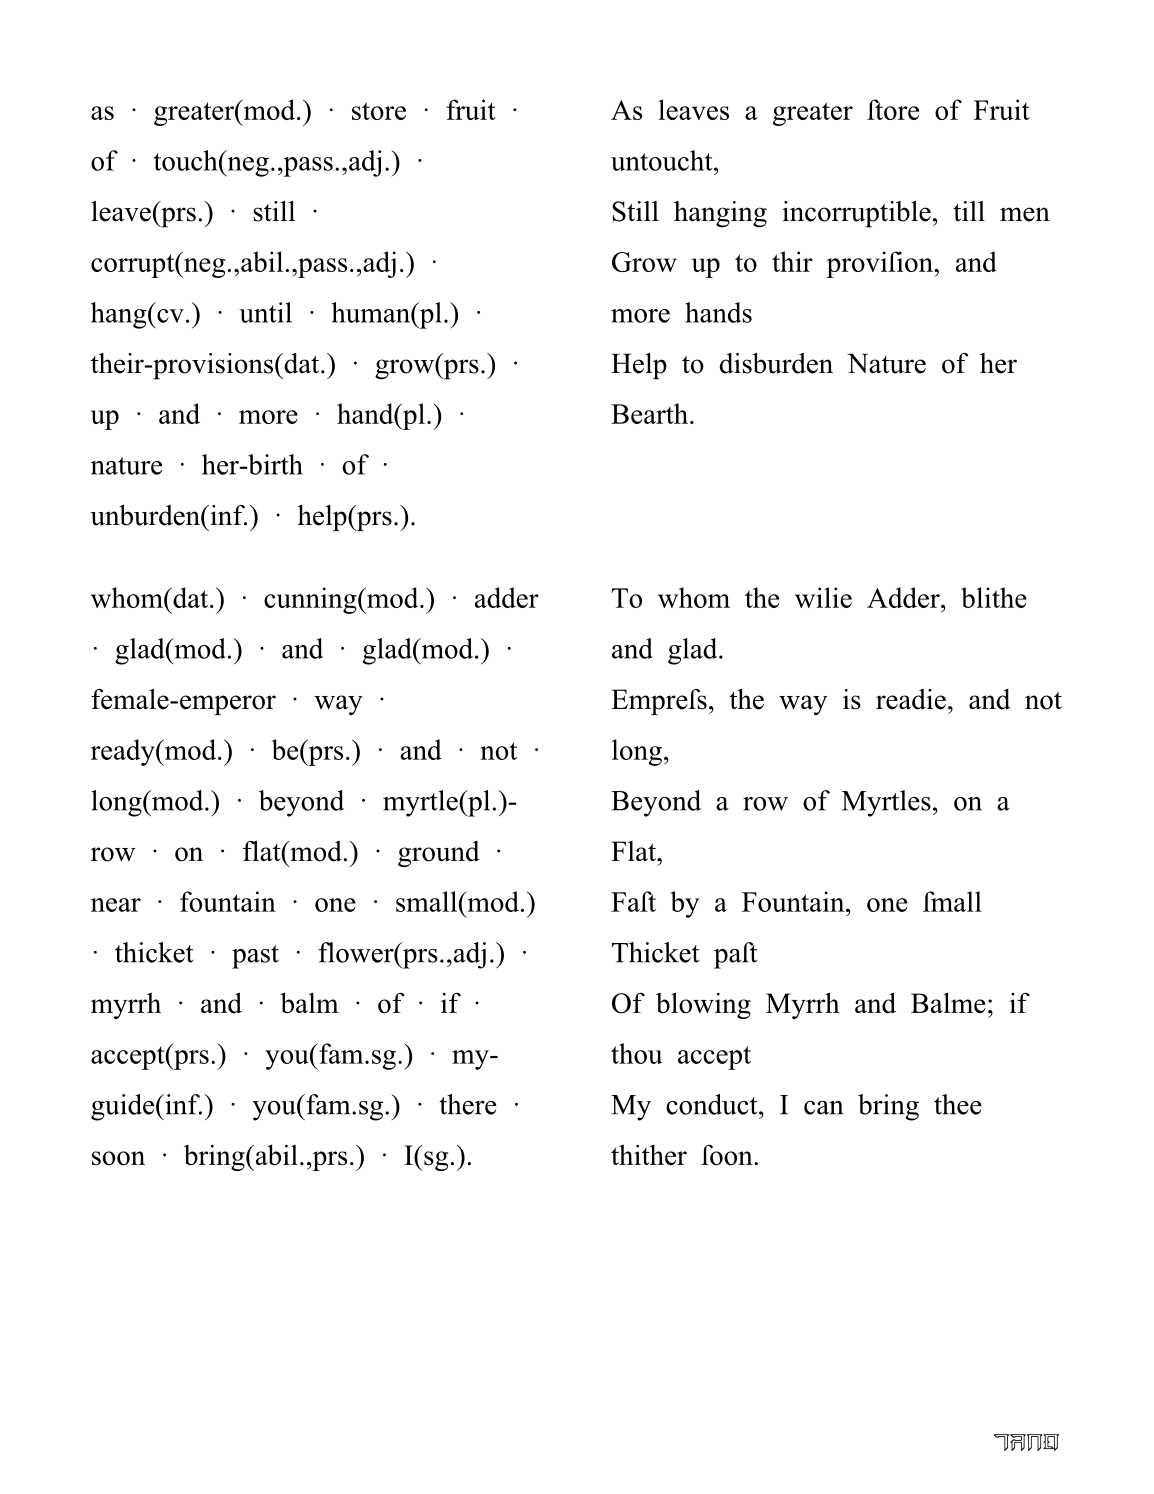 as · greater(mod.) · store · fruit ·
of · touch(neg.,pass.,adj.) ·
leave(prs.) · still ·
corrupt(neg.,abil.,pass.,adj.) ·
hang(cv.) · until · human(pl.) ·
their-provisions(dat.) · grow(prs.) ·
up · and · more · hand(pl.) ·
nature · her-birth · of ·
unburden(inf.) · help(prs.).
As leaves a greater ſtore of Fruit
untoucht,
Still hanging incorruptible, till men
Grow up to thir proviſion, and
more hands
Help to disburden Nature of her
Bearth.
whom(dat.) · cunning(mod.) · adder
· glad(mod.) · and · glad(mod.) ·
female-emperor · way ·
ready(mod.) · be(prs.) · and · not ·
long(mod.) · beyond · myrtle(pl.)-
row · on · flat(mod.) · ground ·
near · fountain · one · small(mod.)
· thicket · past · flower(prs.,adj.) ·
myrrh · and · balm · of · if ·
accept(prs.) · you(fam.sg.) · my-
guide(inf.) · you(fam.sg.) · there ·
soon · bring(abil.,prs.) · I(sg.).
To whom the wilie Adder, blithe
and glad.
Empreſs, the way is readie, and not
long,
Beyond a row of Myrtles, on a
Flat,
Faſt by a Fountain, one ſmall
Thicket paſt
Of blowing Myrrh and Balme; if
thou accept
My conduct, I can bring thee
thither ſoon.